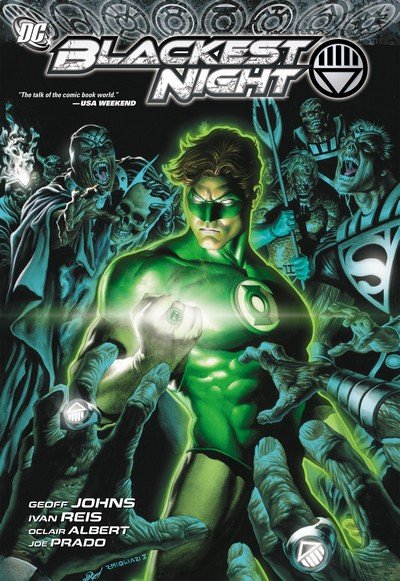 DC
BLACKEST
NIGHT
"The talk of the comic book world."
— USA WEEKEND
S
GEOFF JOHNS
IVAN REIS
OCLAIR ALBERT
JOE PRADO
RMIGLIARI